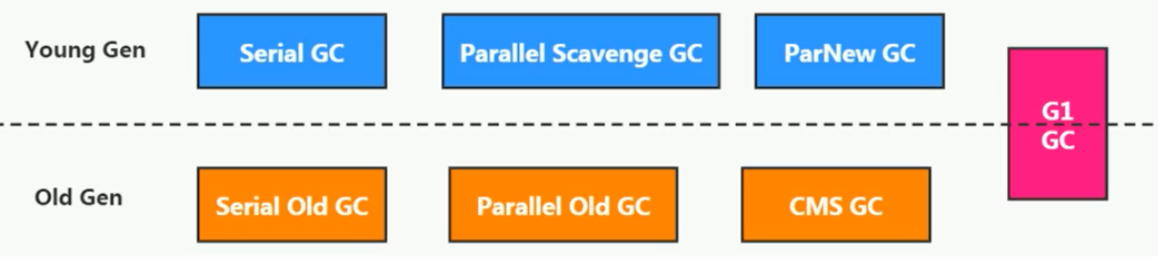 Young Gen
Serial GC
Parallel Scavenge GC
ParNew GC
G1
GC
Old Gen
Serial Old GC
Parallel Old GC
CMS GC